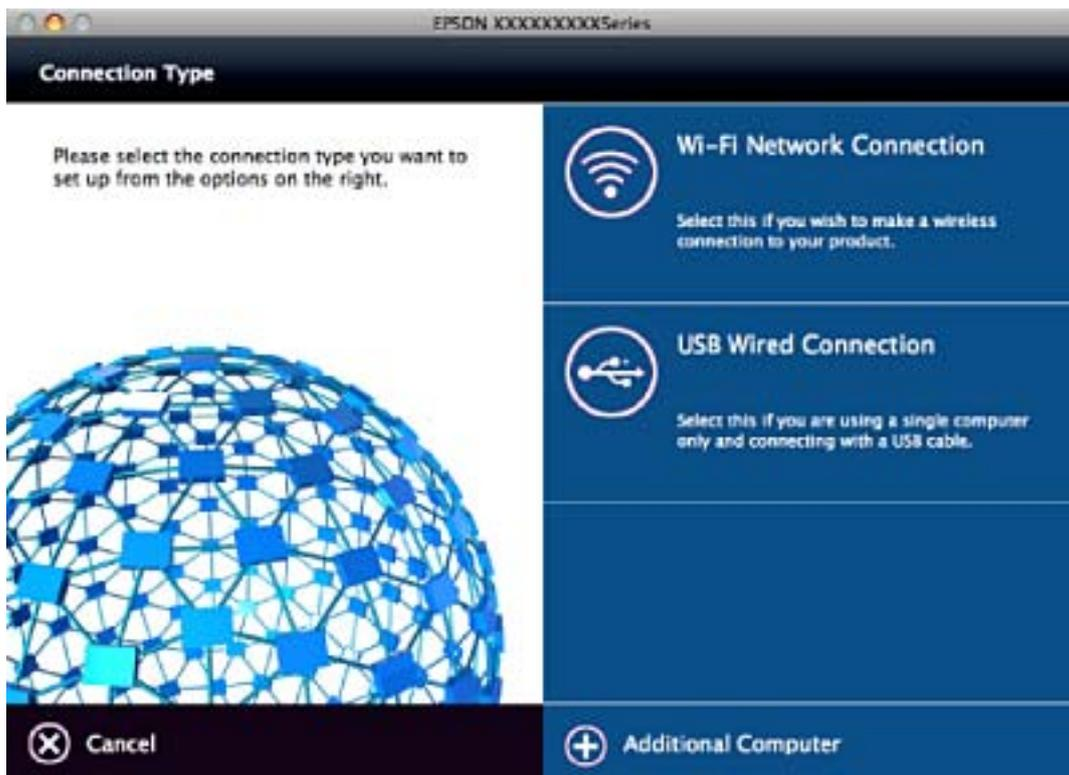 EPSON XXXXXXXXXSeries
Connection Type
Please select the connection type you want to
set up from the options on the right.
Wi-Fi Network Connection
Select this if you wish to make a wireless
connection to your product.
USB Wired Connection
Select this if you are using a single computer
only and connecting with a USB cable.
Cancel
Additional Computer